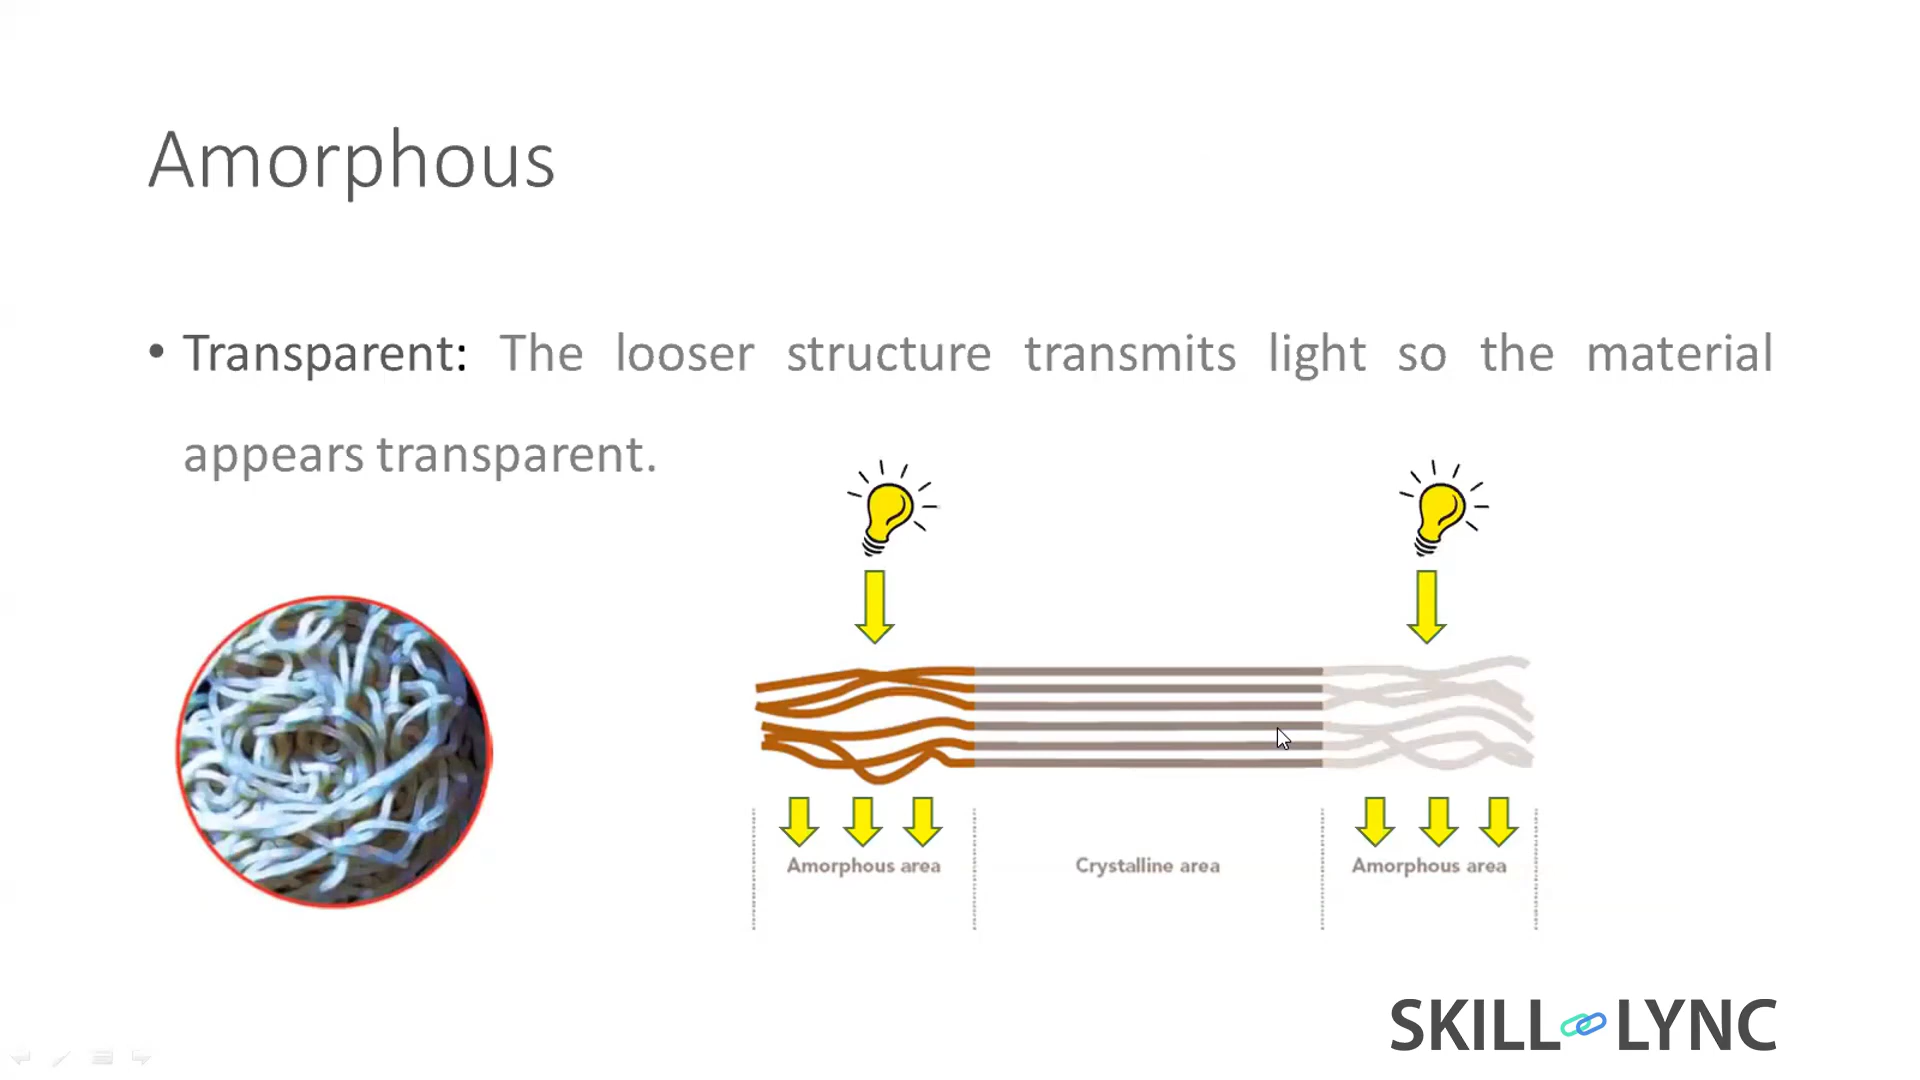 Amorphous
• Transparent: The looser structure transmits light so the material
appears transparent.
Amorphous area
Crystalline area
Amorphous area
SKILL LYNC